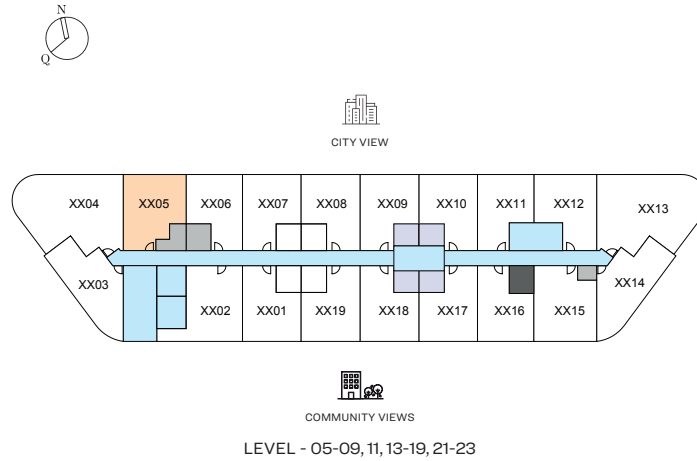 N
Q
CITY VIEW
XX04 XX05 XX06 XX07 XX08 XX09 XX10 XX11 XX12 XX13
XX03 XX14
XX02 XX01 XX19 XX18 XX17 XX16 XX15
COMMUNITY VIEWS
LEVEL - 05-09, 11, 13-19, 21-23